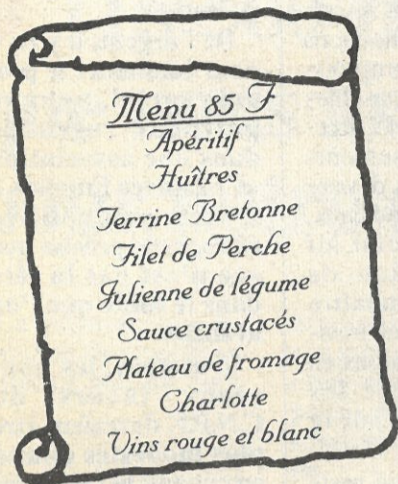 Menu 85 F
Apéritif
Huîtres
Terrine Bretonne
Filet de Perche
Julienne de légume
Sauce crustacés
Plateau de fromage
Charlotte
Vins rouge et blanc